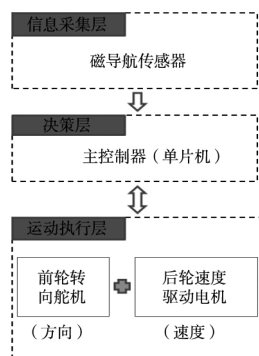 信息采集层
磁导航传感器
决策层
主控制器（单片机）
运动执行层
前轮转
向舵机
后轮速度
驱动电机
（方向）
（速度）